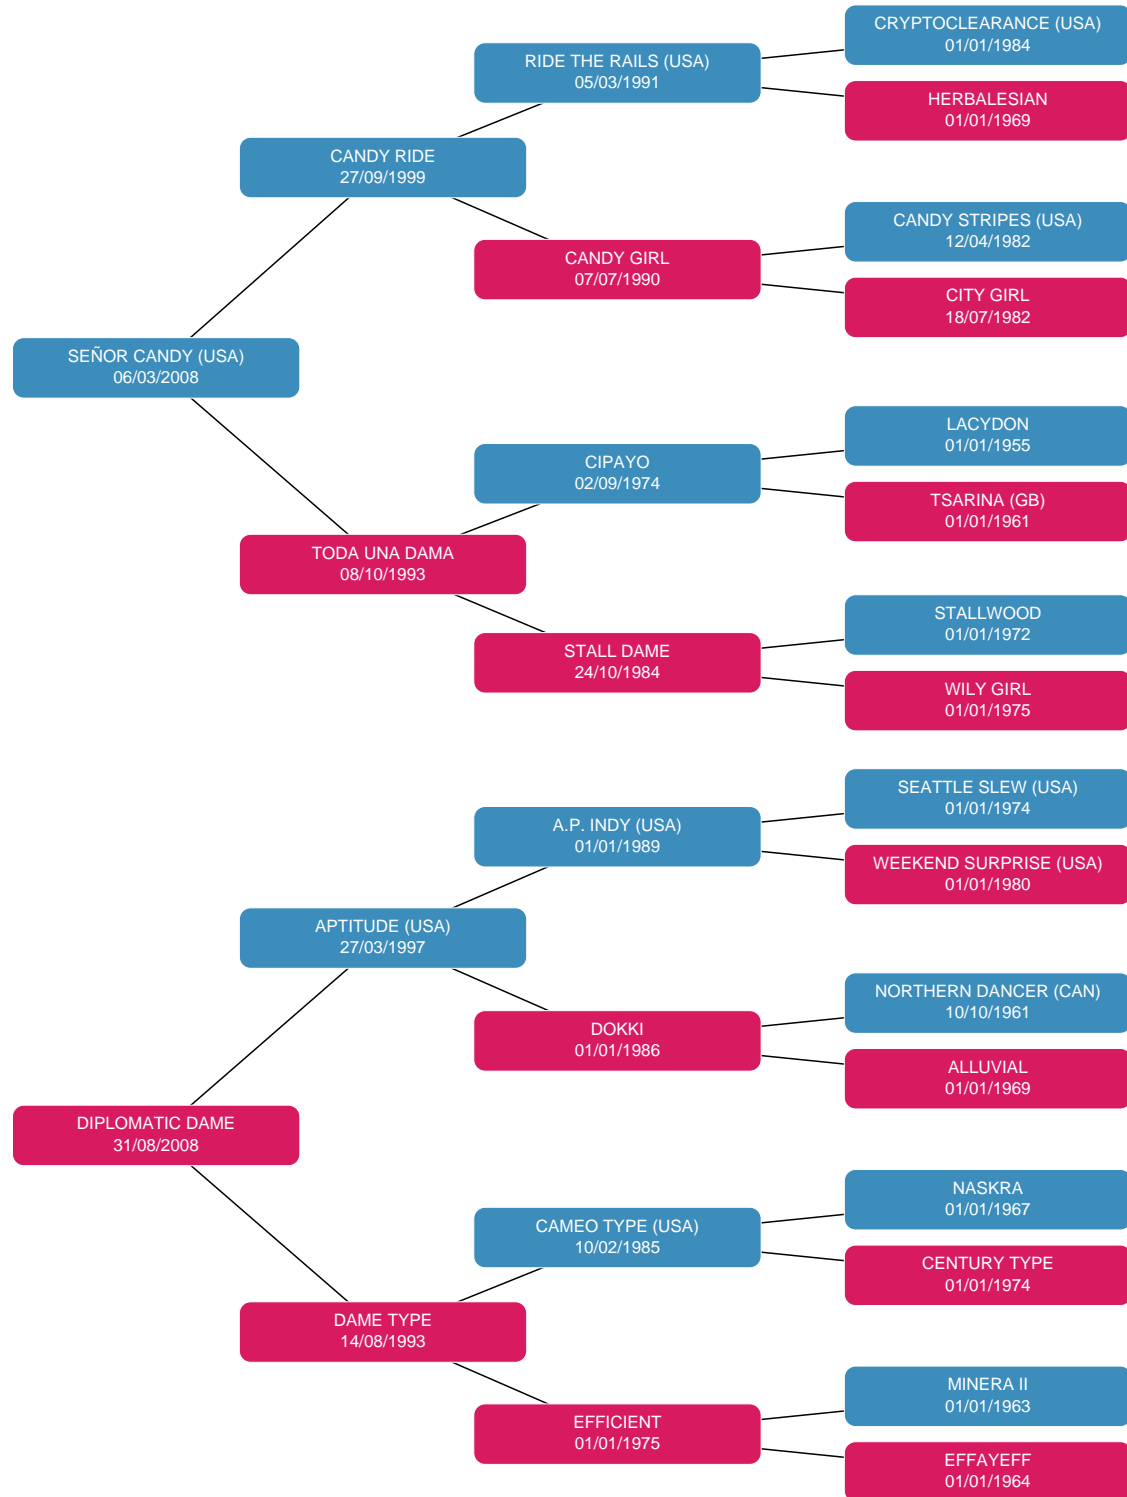 CRYPTOCLEARANCE (USA)
01/01/1984
RIDE THE RAILS (USA)
05/03/1991
HERBALESIAN
01/01/1969
CANDY RIDE
27/09/1999
CANDY STRIPES (USA)
12/04/1982
CANDY GIRL
07/07/1990
CITY GIRL
18/07/1982
SEÑOR CANDY (USA)
06/03/2008
LACYDON
01/01/1955
CIPAYO
02/09/1974
TSARINA (GB)
01/01/1961
TODA UNA DAMA
08/10/1993
STALLWOOD
01/01/1972
STALL DAME
24/10/1984
WILY GIRL
01/01/1975
SEATTLE SLEW (USA)
01/01/1974
A.P. INDY (USA)
01/01/1989
WEEKEND SURPRISE (USA)
01/01/1980
APTITUDE (USA)
27/03/1997
NORTHERN DANCER (CAN)
10/10/1961
DOKKI
01/01/1986
ALLUVIAL
01/01/1969
DIPLOMATIC DAME
31/08/2008
NASKRA
01/01/1967
CAMEO TYPE (USA)
10/02/1985
CENTURY TYPE
01/01/1974
DAME TYPE
14/08/1993
MINERA II
01/01/1963
EFFICIENT
01/01/1975
EFFAYEFF
01/01/1964